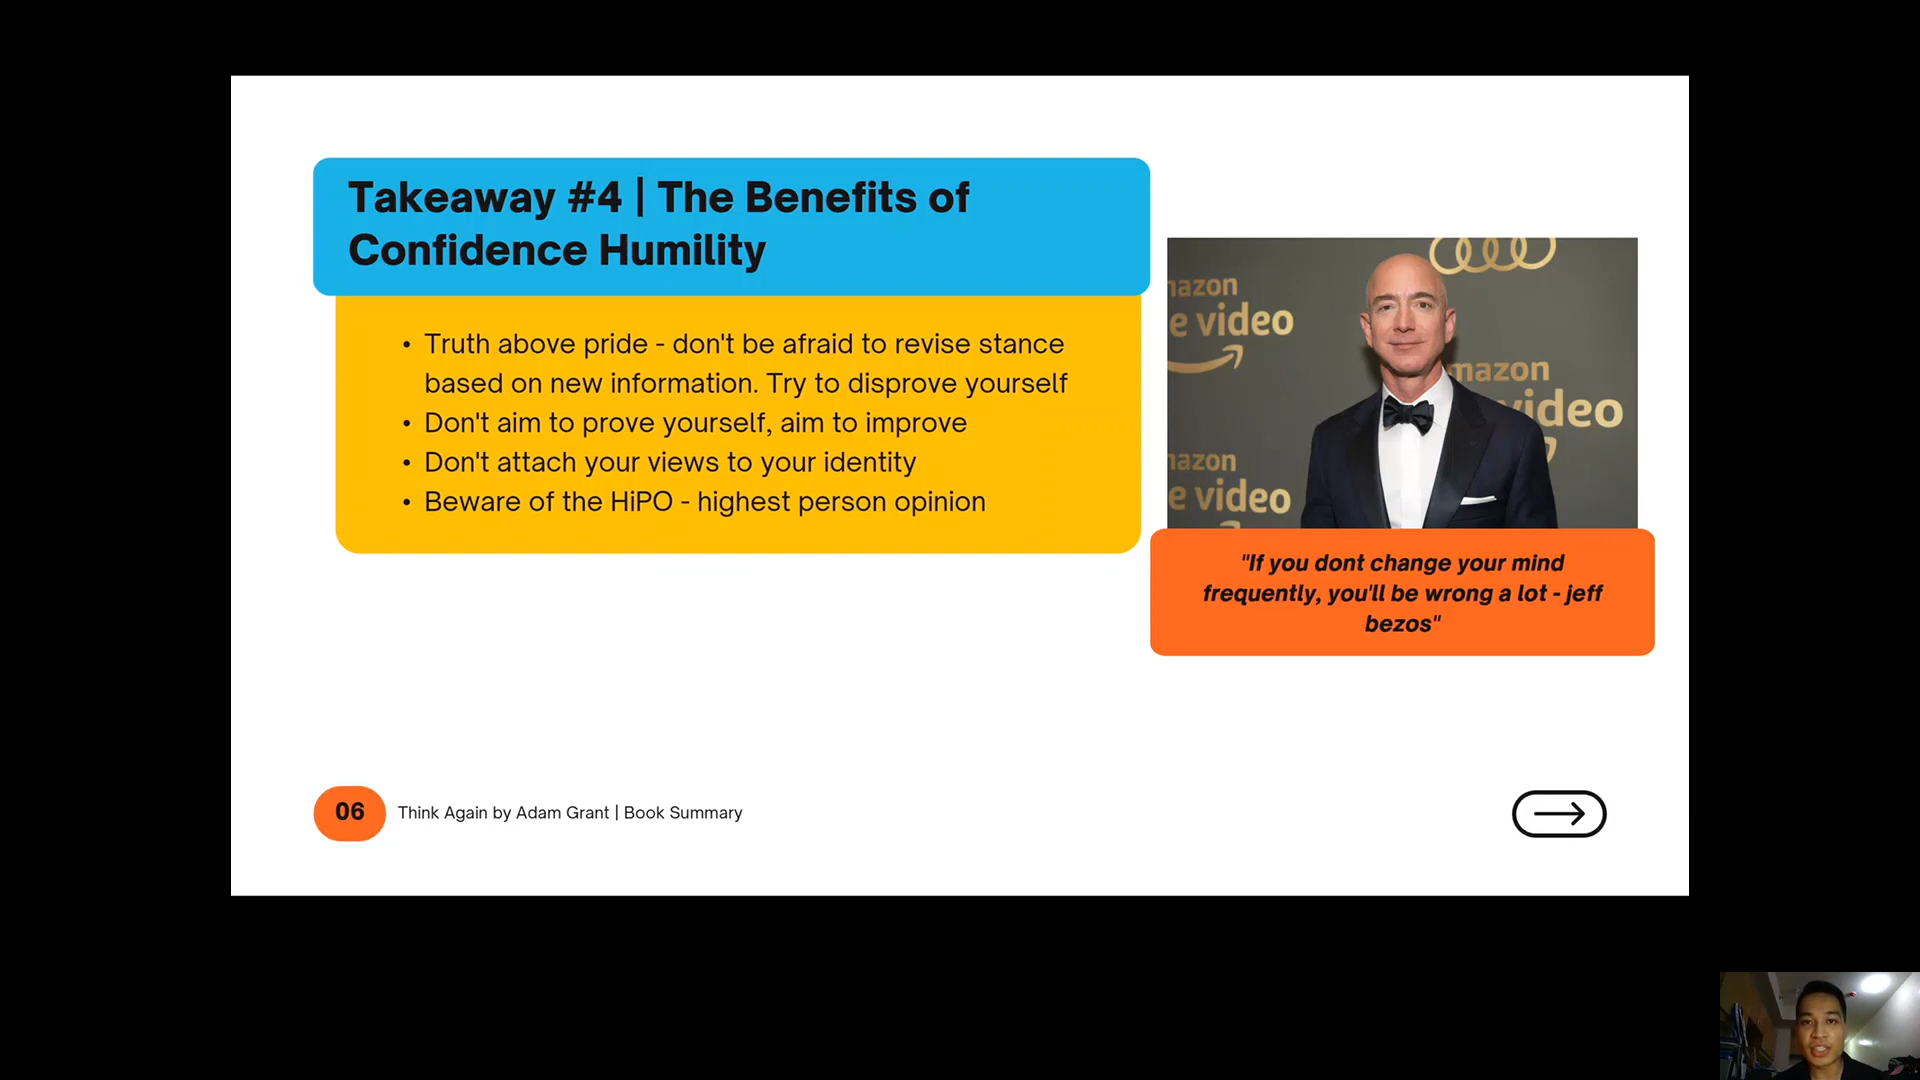 Takeaway #4 | The Benefits of
Confidence Humility
• Truth above pride - don't be afraid to revise stance
based on new information. Try to disprove yourself
• Don't aim to prove yourself, aim to improve
• Don't attach your views to your identity
• Beware of the HiPO - highest person opinion
mazon
e video
mazon
video
nazon
e video
"If you dont change your mind
frequently, you'll be wrong a lot - jeff
bezos"
06 Think Again by Adam Grant | Book Summary